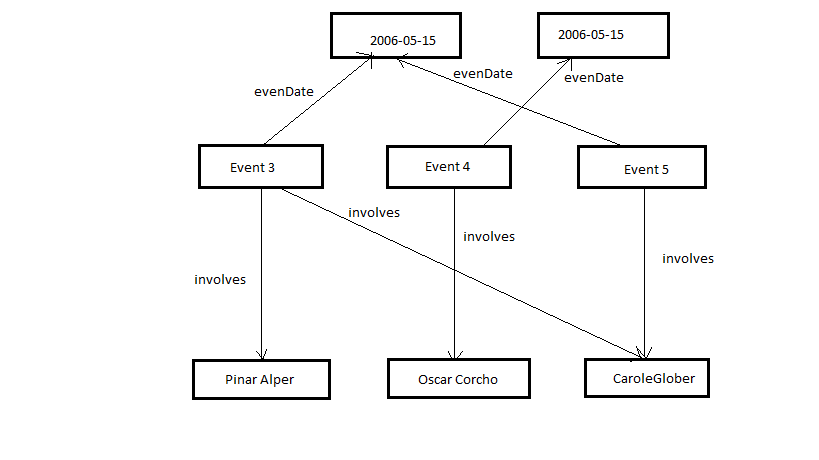 2006-05-15
2006-05-15
evenDate
evenDate
evenDate
Event 3
Event 4
Event 5
involves
involves
involves
involves
Pinar Alper
Oscar Corcho
CaroleGlober